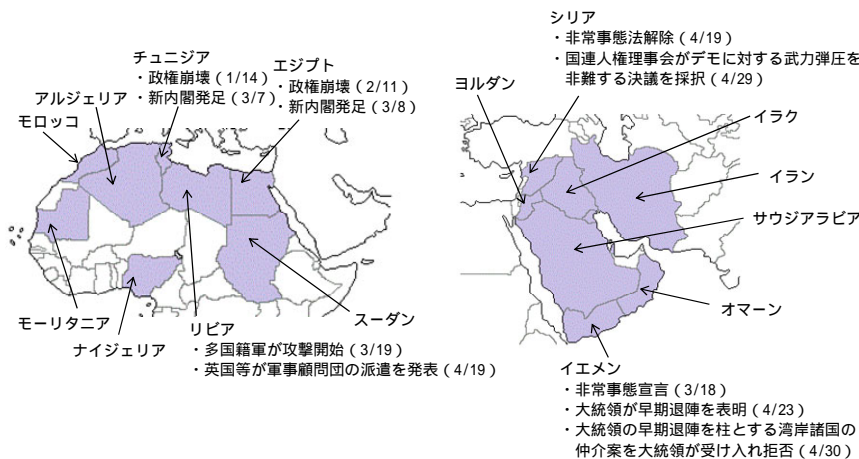 チュニジア
・政権崩壊(1/14)
・新内閣発足(3/7)
エジプト
・政権崩壊(2/11)
・新内閣発足(3/8)
アルジェリア
モロッコ
モーリタニア
ナイジェリア
リビア
・多国籍軍が攻撃開始(3/19)
・英国等が軍事顧問団の派遣を発表(4/19)
スーダン
シリア
・非常事態法解除(4/19)
・国連人権理事会がデモに対する武力弾圧を
非難する決議を採択(4/29)
ヨルダン
イラク
イラン
サウジアラビア
オマーン
イエメン
・非常事態宣言(3/18)
・大統領が早期退陣を表明(4/23)
・大統領の早期退陣を柱とする湾岸諸国の
仲介案を大統領が受け入れ拒否(4/30)